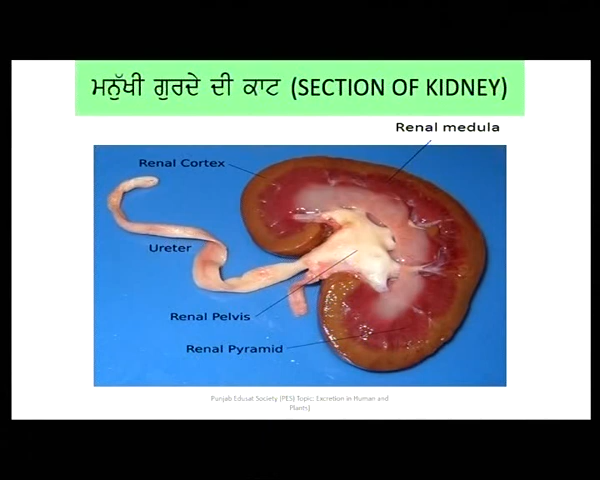 ਮਨੁੱਖੀ ਗੁਰਦੇ ਦੀ ਕਾਟ (SECTION OF KIDNEY)
Renal medula
Renal Cortex
Ureter
Renal Pelvis
Renal Pyramid
Punjab Edusat Society (PES) Topic: Excretion in Human and
Plants)